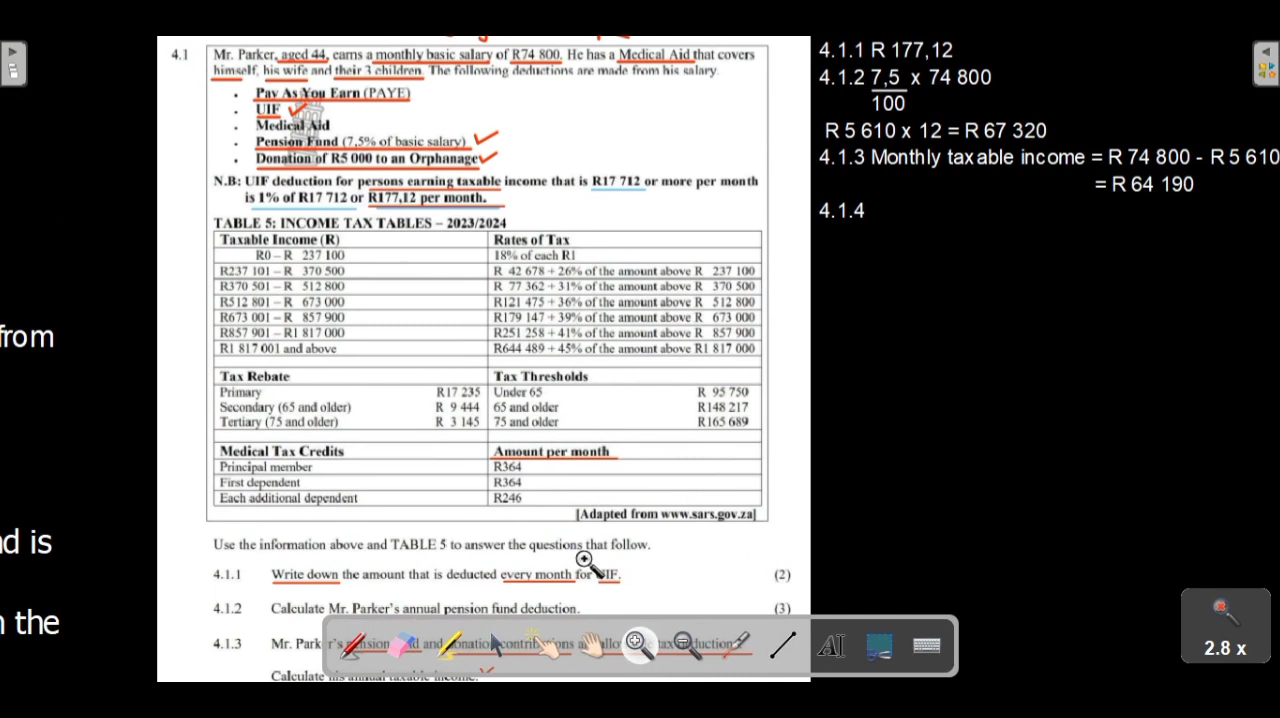 4.1 Mr. Parker, aged 44, earns a monthly basic salary of R74 800. He has a Medical Aid that covers
himself, his wife and their 3 children. The following deductions are made from his salary.
• Pay As You Earn (PAYE)
• UIF
• Medical Aid
• Pension Fund (7,5% of basic salary)
• Donation of R5 000 to an Orphanage
N.B: UIF deduction for persons earning taxable income that is R17 712 or more per month
is 1% of R17 712 or R177,12 per month.
TABLE 5: INCOME TAX TABLES – 2023/2024
Taxable Income (R) Rates of Tax
R0 – R 237 100 18% of each R1
R237 101 – R 370 500 R 42 678 + 26% of the amount above R 237 100
R370 501 – R 512 800 R 77 362 + 31% of the amount above R 370 500
R512 801 – R 673 000 R121 475 + 36% of the amount above R 512 800
R673 001 – R 857 900 R179 147 + 39% of the amount above R 673 000
R857 901 – R1 817 000 R251 258 + 41% of the amount above R 857 900
R1 817 001 and above R644 489 + 45% of the amount above R1 817 000
Tax Rebate Tax Thresholds
Primary R17 235 Under 65 R 95 750
Secondary (65 and older) R 9 444 65 and older R148 217
Tertiary (75 and older) R 3 145 75 and older R165 689
Medical Tax Credits Amount per month
Principal member R364
First dependent R364
Each additional dependent R246
[Adapted from www.sars.gov.za]
Use the information above and TABLE 5 to answer the questions that follow.
4.1.1 Write down the amount that is deducted every month for UIF. (2)
4.1.2 Calculate Mr. Parker's annual pension fund deduction. (3)
4.1.3 Mr. Parker's
Calculate his annual taxable income.
4.1.1 R 177,12
4.1.2 7,5 x 74 800
100
R 5 610 x 12 = R 67 320
4.1.3 Monthly taxable income = R 74 800 - R 5 610
= R 64 190
4.1.4
from
d is
the
AI
2.8 x